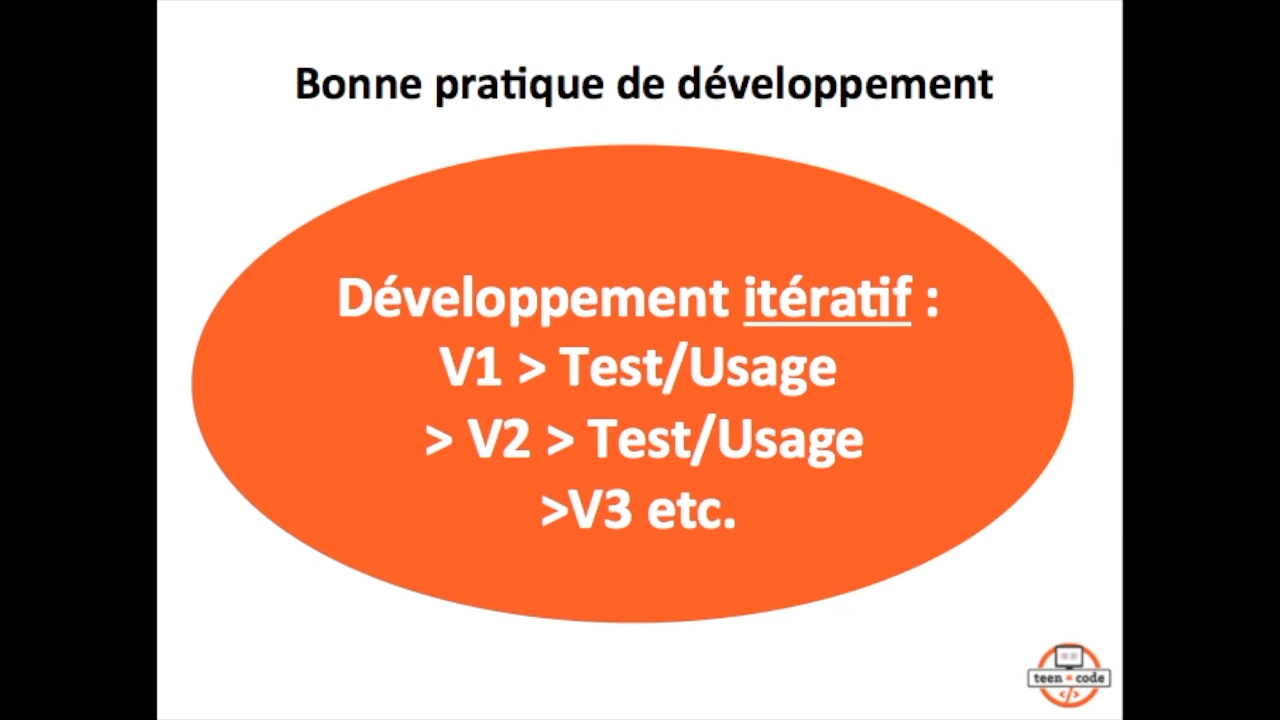 Bonne pratique de développement
Développement itératif :
V1 > Test/Usage
> V2 > Test/Usage
>V3 etc.
teen = code
</>